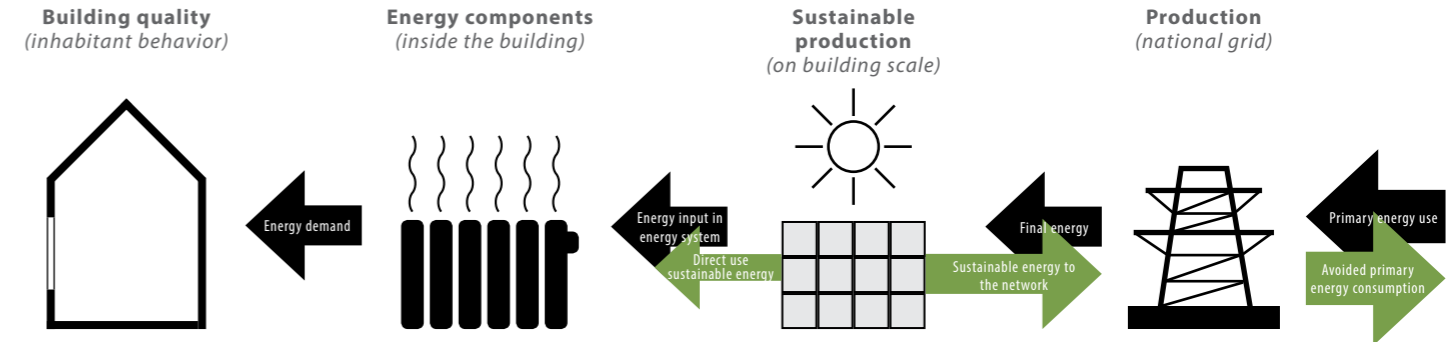 Building quality
(inhabitant behavior)
Energy components
(inside the building)
Sustainable
production
(on building scale)
Production
(national grid)
Energy demand
Energy input in
energy system
Direct use
sustainable energy
Final energy
Sustainable energy to
the network
Primary energy use
Avoided primary
energy consumption